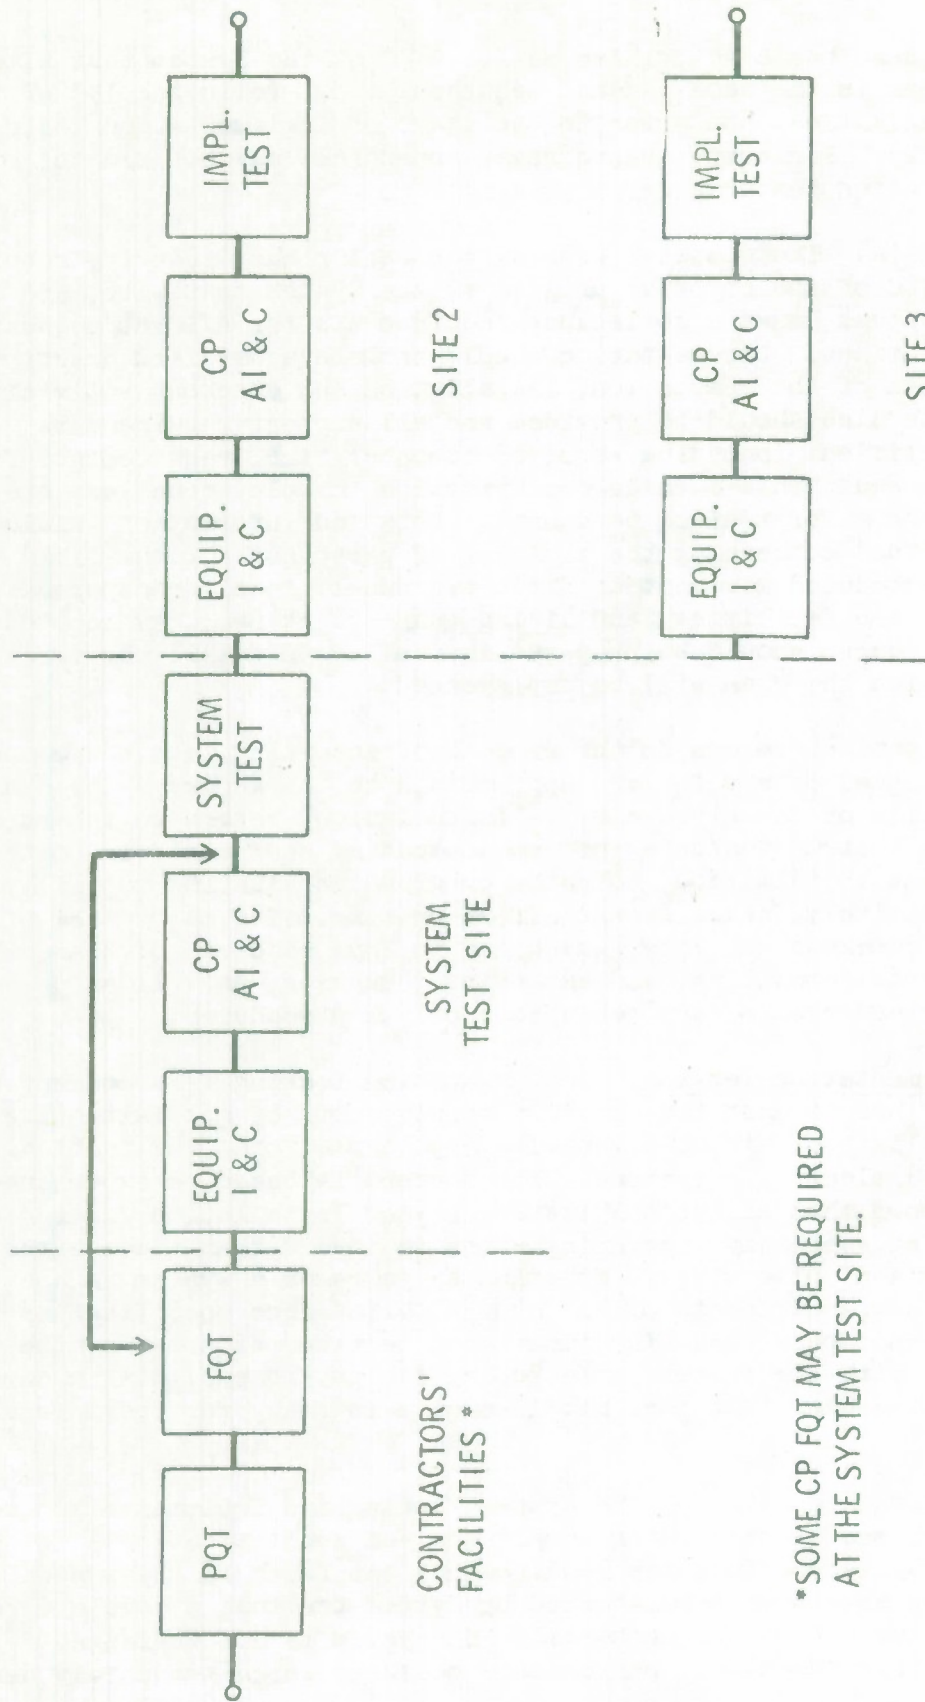 PQT
FQT
EQUIP.
I & C
CP
AI & C
SYSTEM
TEST
EQUIP.
I & C
CP
AI & C
IMPL.
TEST
CONTRACTORS'
FACILITIES *
SYSTEM
TEST SITE
SITE 2
EQUIP.
I & C
CP
AI & C
IMPL.
TEST
SITE 3
*SOME CP FQT MAY BE REQUIRED
AT THE SYSTEM TEST SITE.